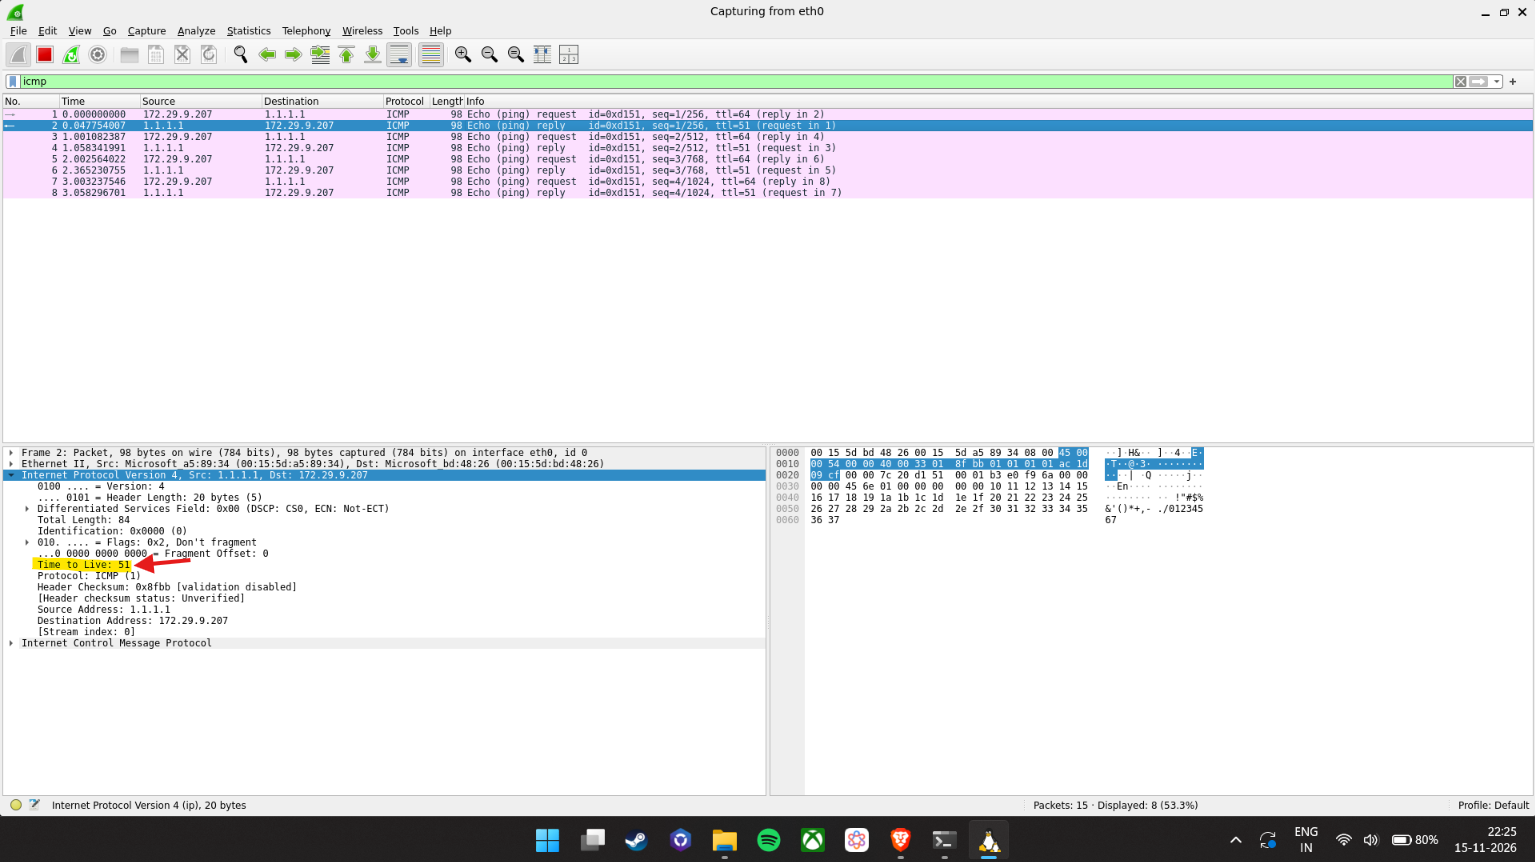 Capturing from eth0
File Edit View Go Capture Analyze Statistics Telephony Wireless Tools Help
icmp
No. Time Source Destination Protocol Length Info
1 0.000000000 172.29.9.207 1.1.1.1 ICMP 98 Echo (ping) request id=0xd151, seq=1/256, ttl=64 (reply in 2)
2 0.047754007 1.1.1.1 172.29.9.207 ICMP 98 Echo (ping) reply id=0xd151, seq=1/256, ttl=51 (request in 1)
3 1.001082387 172.29.9.207 1.1.1.1 ICMP 98 Echo (ping) request id=0xd151, seq=2/512, ttl=64 (reply in 4)
4 1.058341991 1.1.1.1 172.29.9.207 ICMP 98 Echo (ping) reply id=0xd151, seq=2/512, ttl=51 (request in 3)
5 2.002564022 172.29.9.207 1.1.1.1 ICMP 98 Echo (ping) request id=0xd151, seq=3/768, ttl=64 (reply in 6)
6 2.365230755 1.1.1.1 172.29.9.207 ICMP 98 Echo (ping) reply id=0xd151, seq=3/768, ttl=51 (request in 5)
7 3.003237546 172.29.9.207 1.1.1.1 ICMP 98 Echo (ping) request id=0xd151, seq=4/1024, ttl=64 (reply in 8)
8 3.058296701 1.1.1.1 172.29.9.207 ICMP 98 Echo (ping) reply id=0xd151, seq=4/1024, ttl=51 (request in 7)
Frame 2: Packet, 98 bytes on wire (784 bits), 98 bytes captured (784 bits) on interface eth0, id 0
Ethernet II, Src: Microsoft_a5:89:34 (00:15:5d:a5:89:34), Dst: Microsoft_bd:48:26 (00:15:5d:bd:48:26)
Internet Protocol Version 4, Src: 1.1.1.1, Dst: 172.29.9.207
0100 .... = Version: 4
.... 0101 = Header Length: 20 bytes (5)
Differentiated Services Field: 0x00 (DSCP: CS0, ECN: Not-ECT)
Total Length: 84
Identification: 0x0000 (0)
010. .... = Flags: 0x2, Don't fragment
...0 0000 0000 0000 = Fragment Offset: 0
Time to Live: 51
Protocol: ICMP (1)
Header Checksum: 0x8fbb [validation disabled]
[Header checksum status: Unverified]
Source Address: 1.1.1.1
Destination Address: 172.29.9.207
[Stream index: 0]
Internet Control Message Protocol
0000 00 15 5d bd 48 26 00 15 5d a5 89 34 08 00 45 00 ··]·H&·· ]··4··E·
0010 00 54 00 00 40 00 33 01 8f bb 01 01 01 01 ac 1d ·T··@·3· ········
0020 09 cf 00 00 7c 20 d1 51 00 01 b3 e0 f9 6a 00 00 ····| ·Q ·····j··
0030 00 00 45 6e 01 00 00 00 00 00 10 11 12 13 14 15 ··En···· ········
0040 16 17 18 19 1a 1b 1c 1d 1e 1f 20 21 22 23 24 25 ········ ·· !"#$%
0050 26 27 28 29 2a 2b 2c 2d 2e 2f 30 31 32 33 34 35 &'()*+,- ./012345
0060 36 37 67
Internet Protocol Version 4 (ip), 20 bytes Packets: 15 · Displayed: 8 (53.3%) Profile: Default
ENG
IN
80%
22:25
15-11-2026